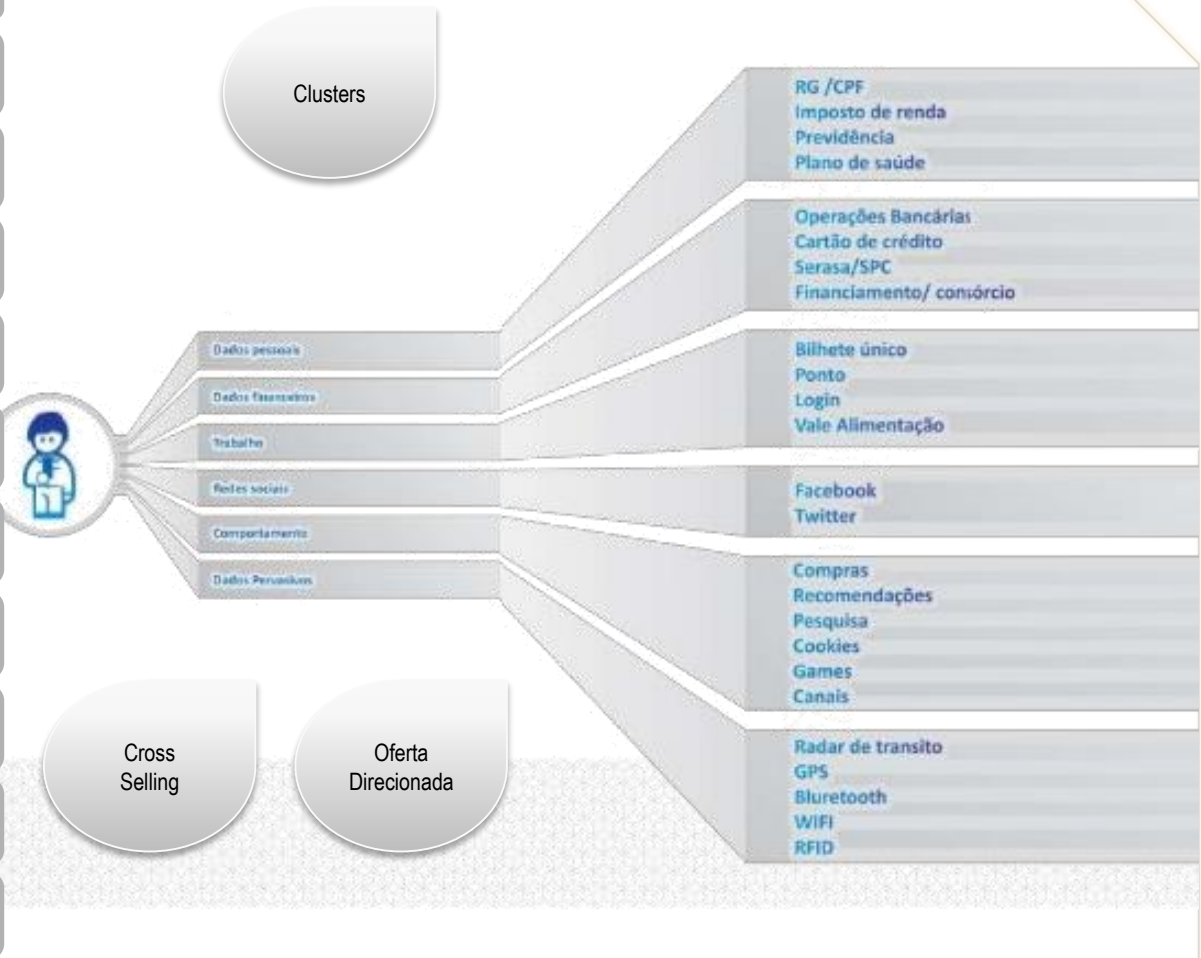 Clusters
RG /CPF
Imposto de renda
Previdência
Plano de saúde
Operações Bancárias
Cartão de crédito
Serasa/SPC
Financiamento/ consórcio
Bilhete único
Ponto
Login
Vale Alimentação
Facebook
Twitter
Compras
Recomendações
Pesquisa
Cookies
Games
Canais
Radar de transito
GPS
Bluretooth
WIFI
RFID
Dados pessoais
Dados financeiros
Trabalho
Redes sociais
Comportamento
Dados Pervasivos
Cross
Selling
Oferta
Direcionada